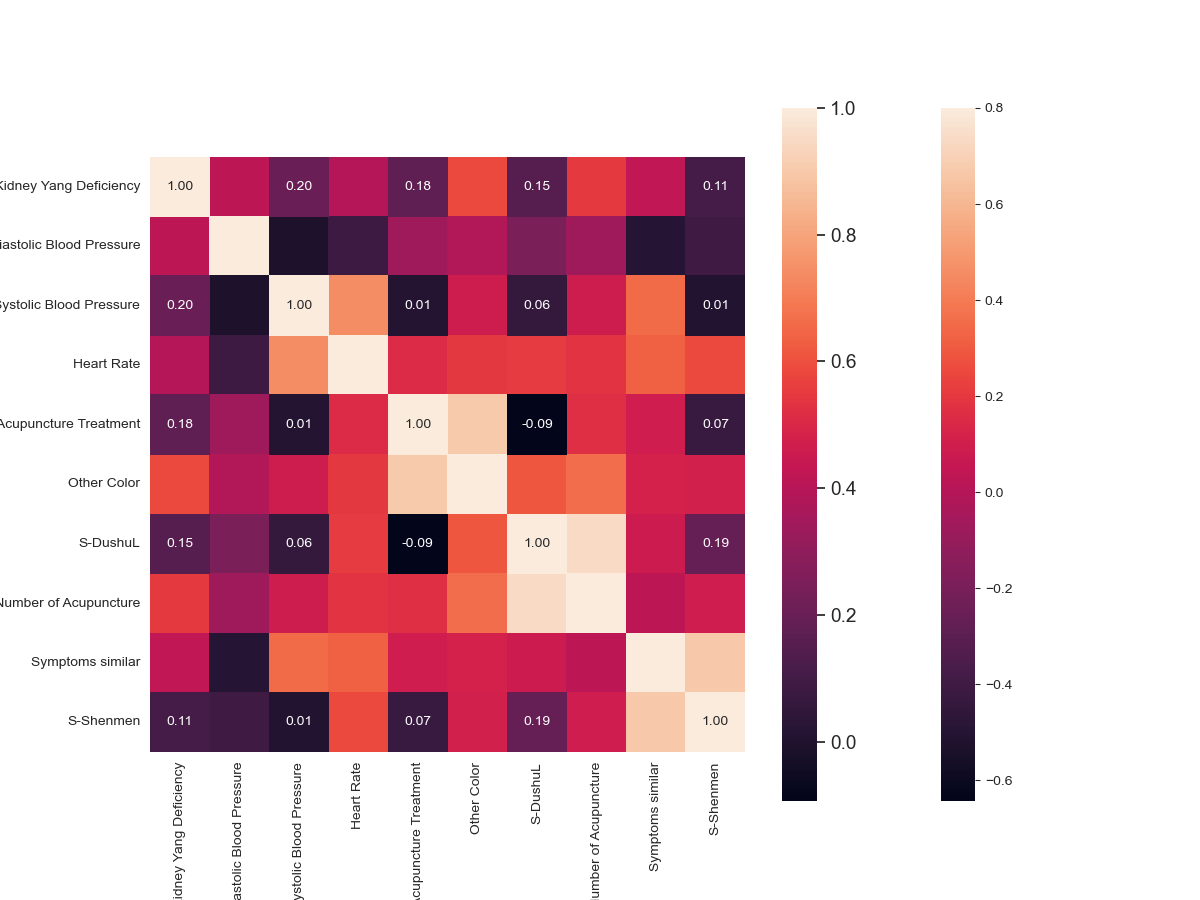 Kidney Yang Deficiency 1.00 0.20 0.18 0.15 0.11
iastolic Blood Pressure
Systolic Blood Pressure 0.20 1.00 0.01 0.06 0.01
Heart Rate
Acupuncture Treatment 0.18 0.01 1.00 -0.09 0.07
Other Color
S-DushuL 0.15 0.06 -0.09 1.00 0.19
Number of Acupuncture
Symptoms similar
S-Shenmen 0.11 0.01 0.07 0.19 1.00
idney Yang Deficiency
astolic Blood Pressure
ystolic Blood Pressure
Heart Rate
Acupuncture Treatment
Other Color
S-DushuL
umber of Acupuncture
Symptoms similar
S-Shenmen
1.0
0.8
0.6
0.4
0.2
0.0
0.8
0.6
0.4
0.2
0.0
−0.2
−0.4
−0.6